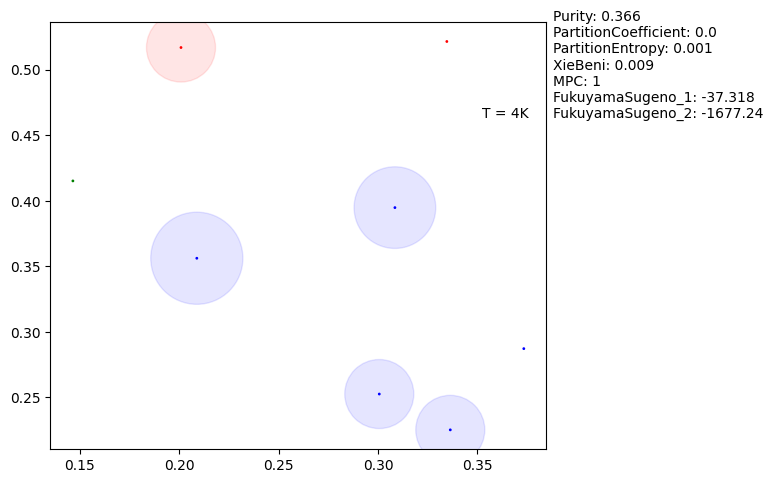 Purity: 0.366
PartitionCoefficient: 0.0
PartitionEntropy: 0.001
XieBeni: 0.009
MPC: 1
FukuyamaSugeno_1: -37.318
FukuyamaSugeno_2: -1677.24
T = 4K
0.50
0.45
0.40
0.35
0.30
0.25
0.15
0.20
0.25
0.30
0.35